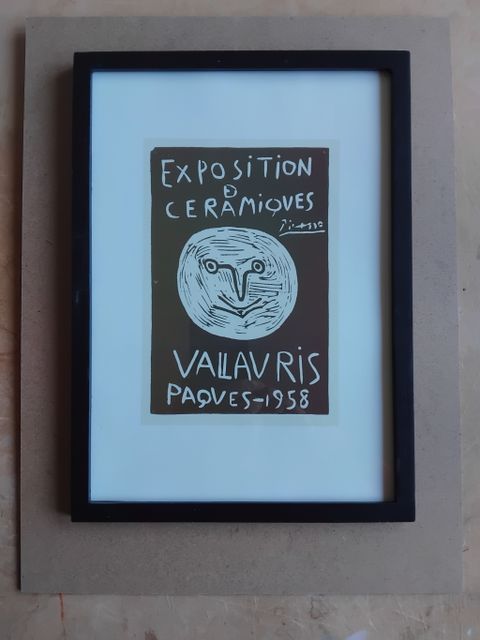 EXPOSITION
D
CERAMIQUES
Picasso
VALLAURIS
PAQUES-1958